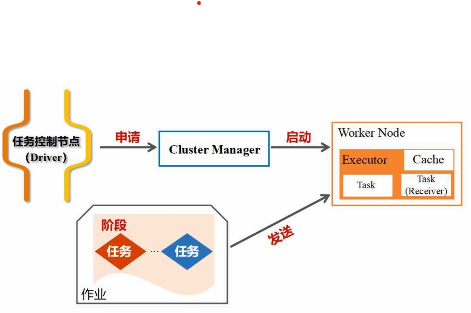 任务控制节点
(Driver)
申请
Cluster Manager
启动
Worker Node
Executor
Cache
Task
Task
(Receiver)
阶段
任务
...
任务
作业
发送